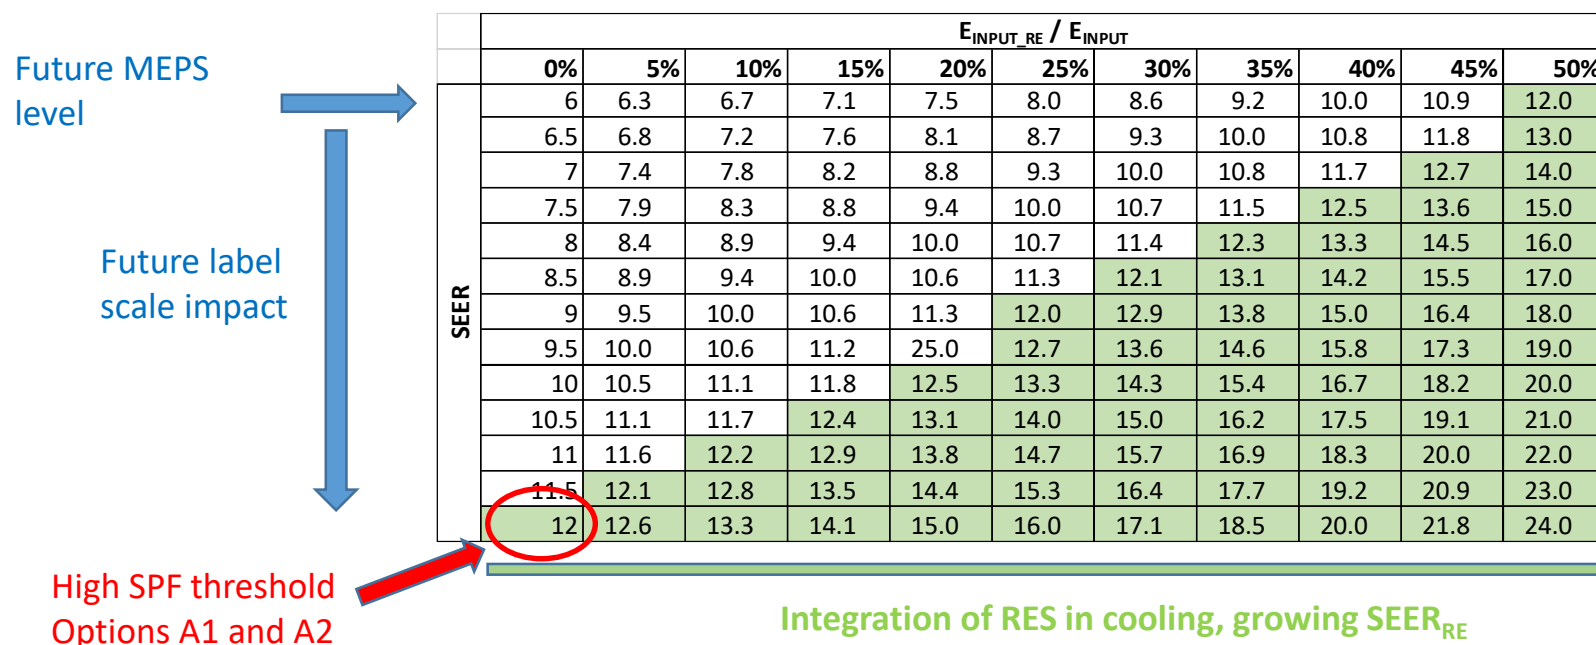 E_INPUT_RE / E_INPUT
0% 5% 10% 15% 20% 25% 30% 35% 40% 45% 50%
SEER
6 6.3 6.7 7.1 7.5 8.0 8.6 9.2 10.0 10.9 12.0
6.5 6.8 7.2 7.6 8.1 8.7 9.3 10.0 10.8 11.8 13.0
7 7.4 7.8 8.2 8.8 9.3 10.0 10.8 11.7 12.7 14.0
7.5 7.9 8.3 8.8 9.4 10.0 10.7 11.5 12.5 13.6 15.0
8 8.4 8.9 9.4 10.0 10.7 11.4 12.3 13.3 14.5 16.0
8.5 8.9 9.4 10.0 10.6 11.3 12.1 13.1 14.2 15.5 17.0
9 9.5 10.0 10.6 11.3 12.0 12.9 13.8 15.0 16.4 18.0
9.5 10.0 10.6 11.2 25.0 12.7 13.6 14.6 15.8 17.3 19.0
10 10.5 11.1 11.8 12.5 13.3 14.3 15.4 16.7 18.2 20.0
10.5 11.1 11.7 12.4 13.1 14.0 15.0 16.2 17.5 19.1 21.0
11 11.6 12.2 12.9 13.8 14.7 15.7 16.9 18.3 20.0 22.0
11.5 12.1 12.8 13.5 14.4 15.3 16.4 17.7 19.2 20.9 23.0
12 12.6 13.3 14.1 15.0 16.0 17.1 18.5 20.0 21.8 24.0
Future MEPS
level
Future label
scale impact
High SPF threshold
Options A1 and A2
Integration of RES in cooling, growing SEER_RE